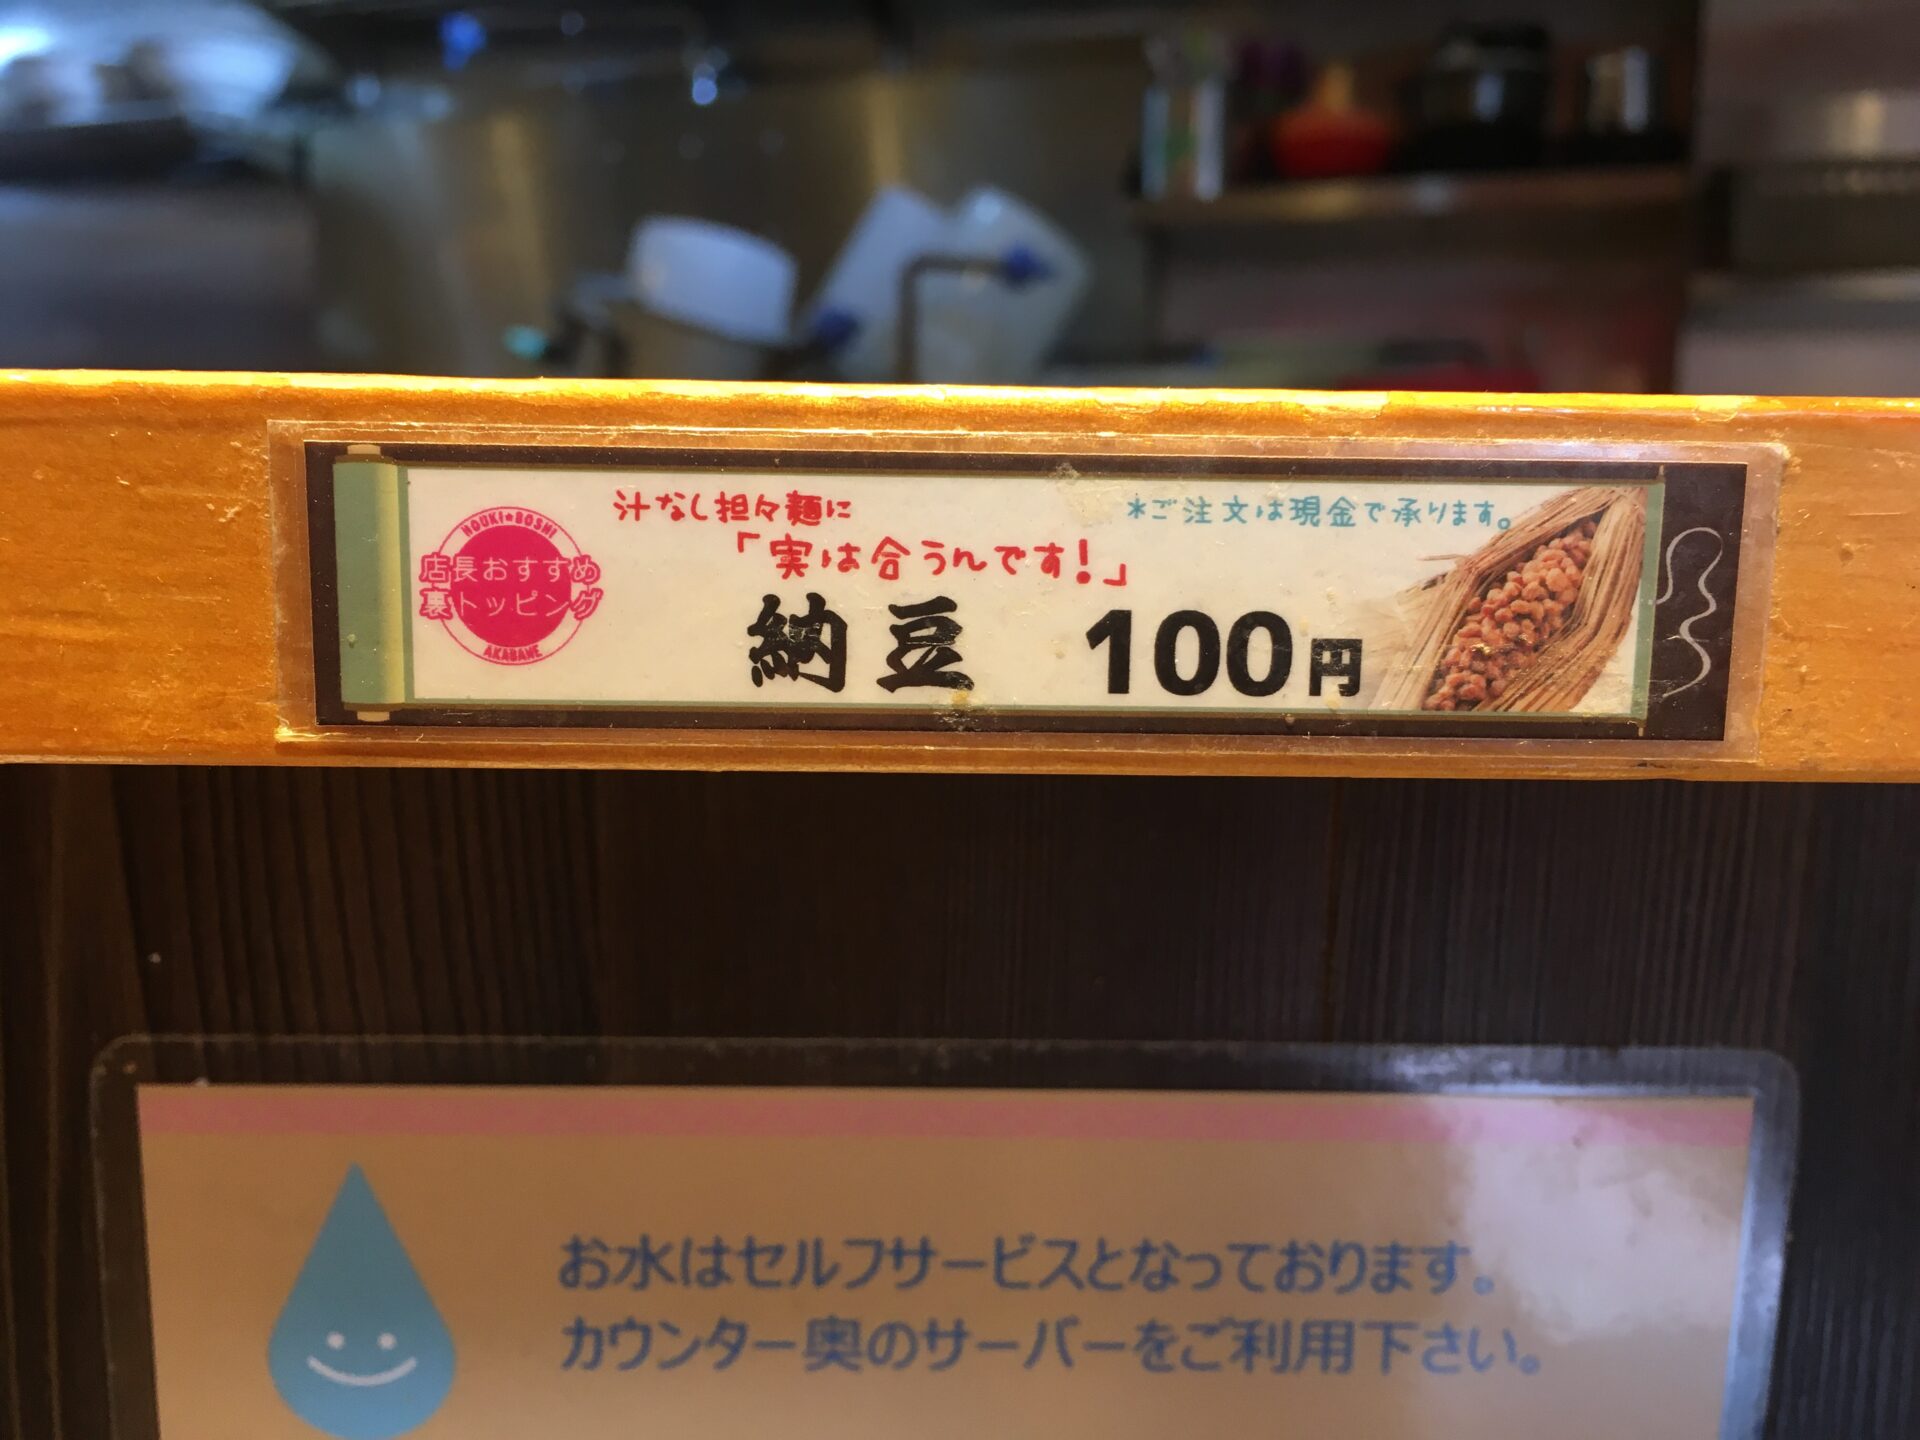 HOUKI★BOSHI
店長おすすめ
裏トッピング
AKABANE
汁なし担々麺に
「実は合うんです！」
*ご注文は現金で承ります。
納豆 100円
お水はセルフサービスとなっております。
カウンター奥のサーバーをご利用下さい。